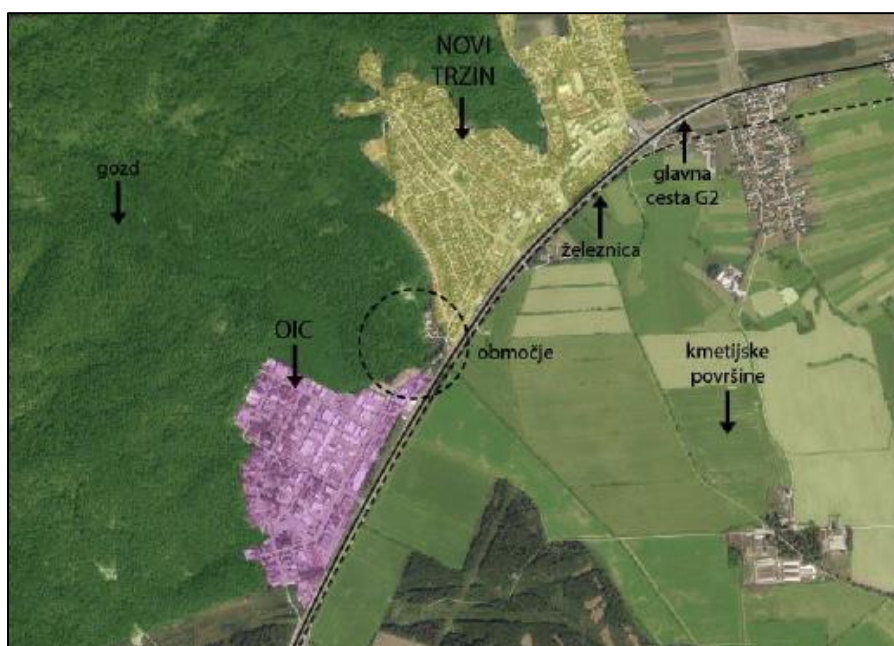 NOVI
TRZIN
gozd
glavna
cesta G2
železnica
OIC
območje
kmetijske
površine